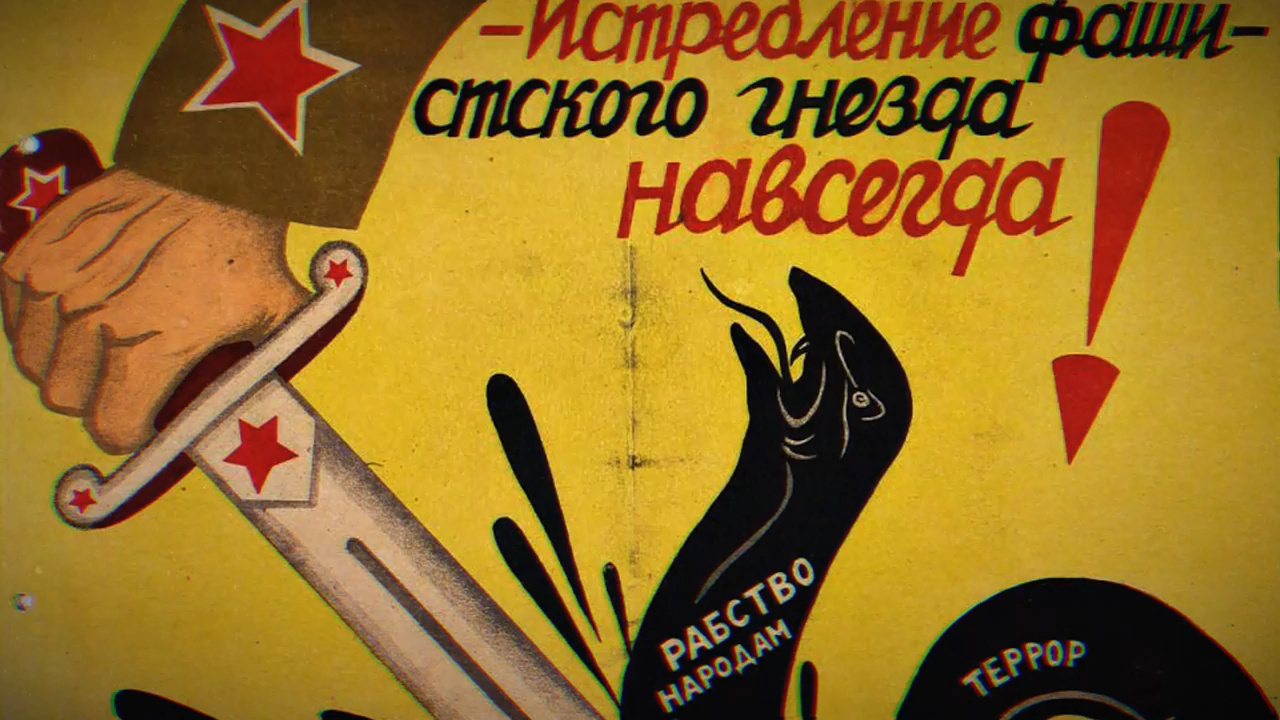 —Истребление фаши-
стского гнезда
навсегда!
РАБСТВО
НАРОДАМ
ТЕРРОР